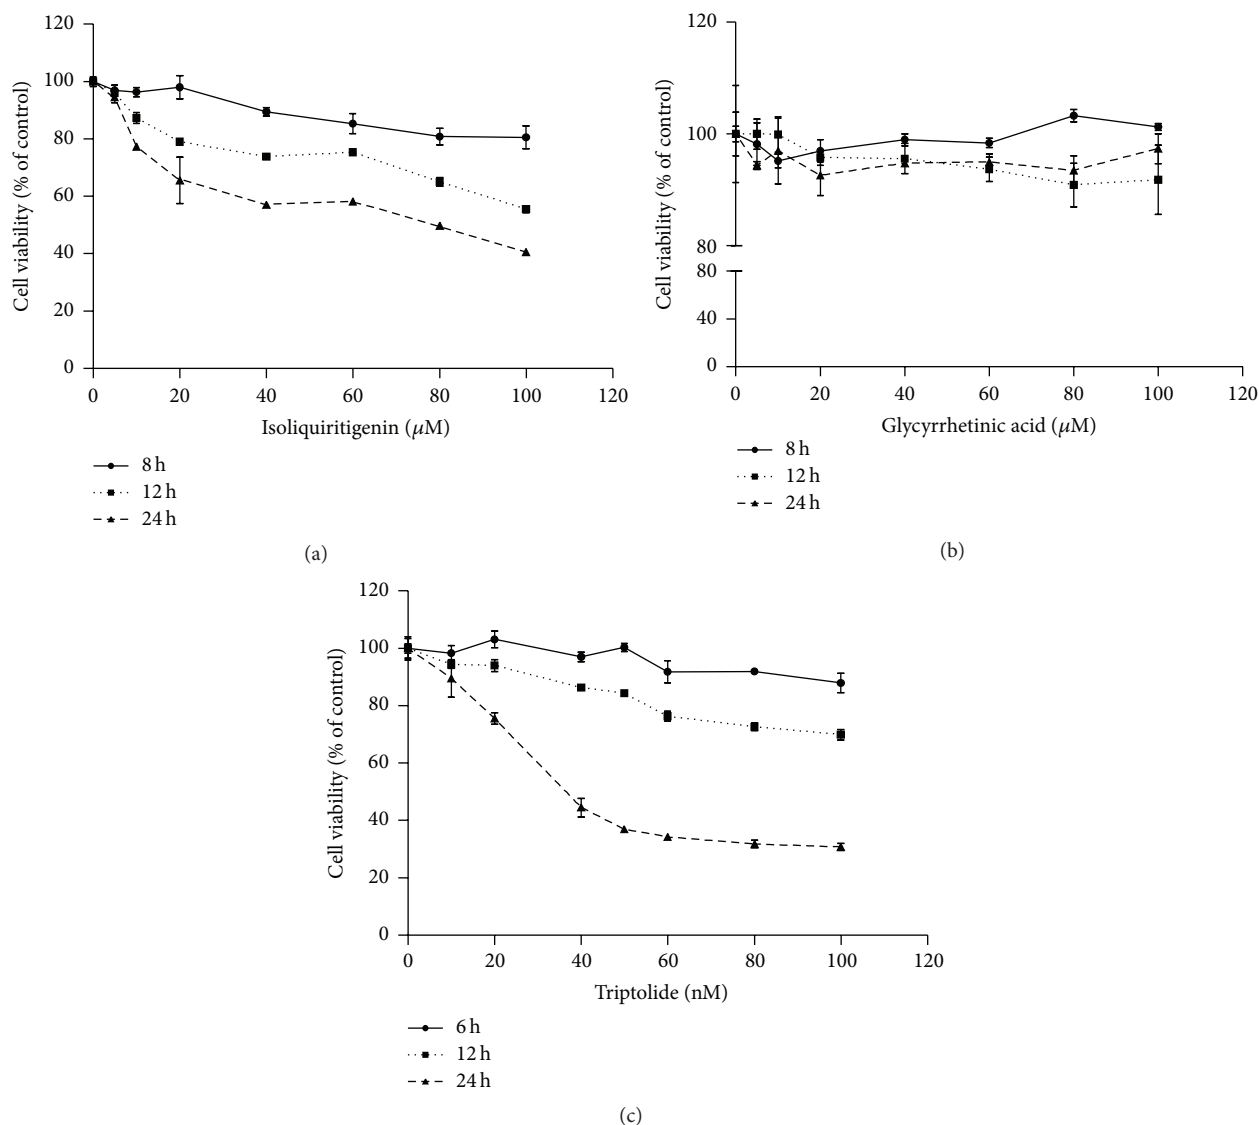 120
100
80
60
40
20
0
Cell viability (% of control)
0 20 40 60 80 100 120
Isoliquiritigenin (μM)
8 h
12 h
24 h
(a)
120
100
80
80
40
0
Cell viability (% of control)
0 20 40 60 80 100 120
Glycyrrhetinic acid (μM)
8 h
12 h
24 h
(b)
120
100
80
60
40
20
0
Cell viability (% of control)
0 20 40 60 80 100 120
Triptolide (nM)
6 h
12 h
24 h
(c)